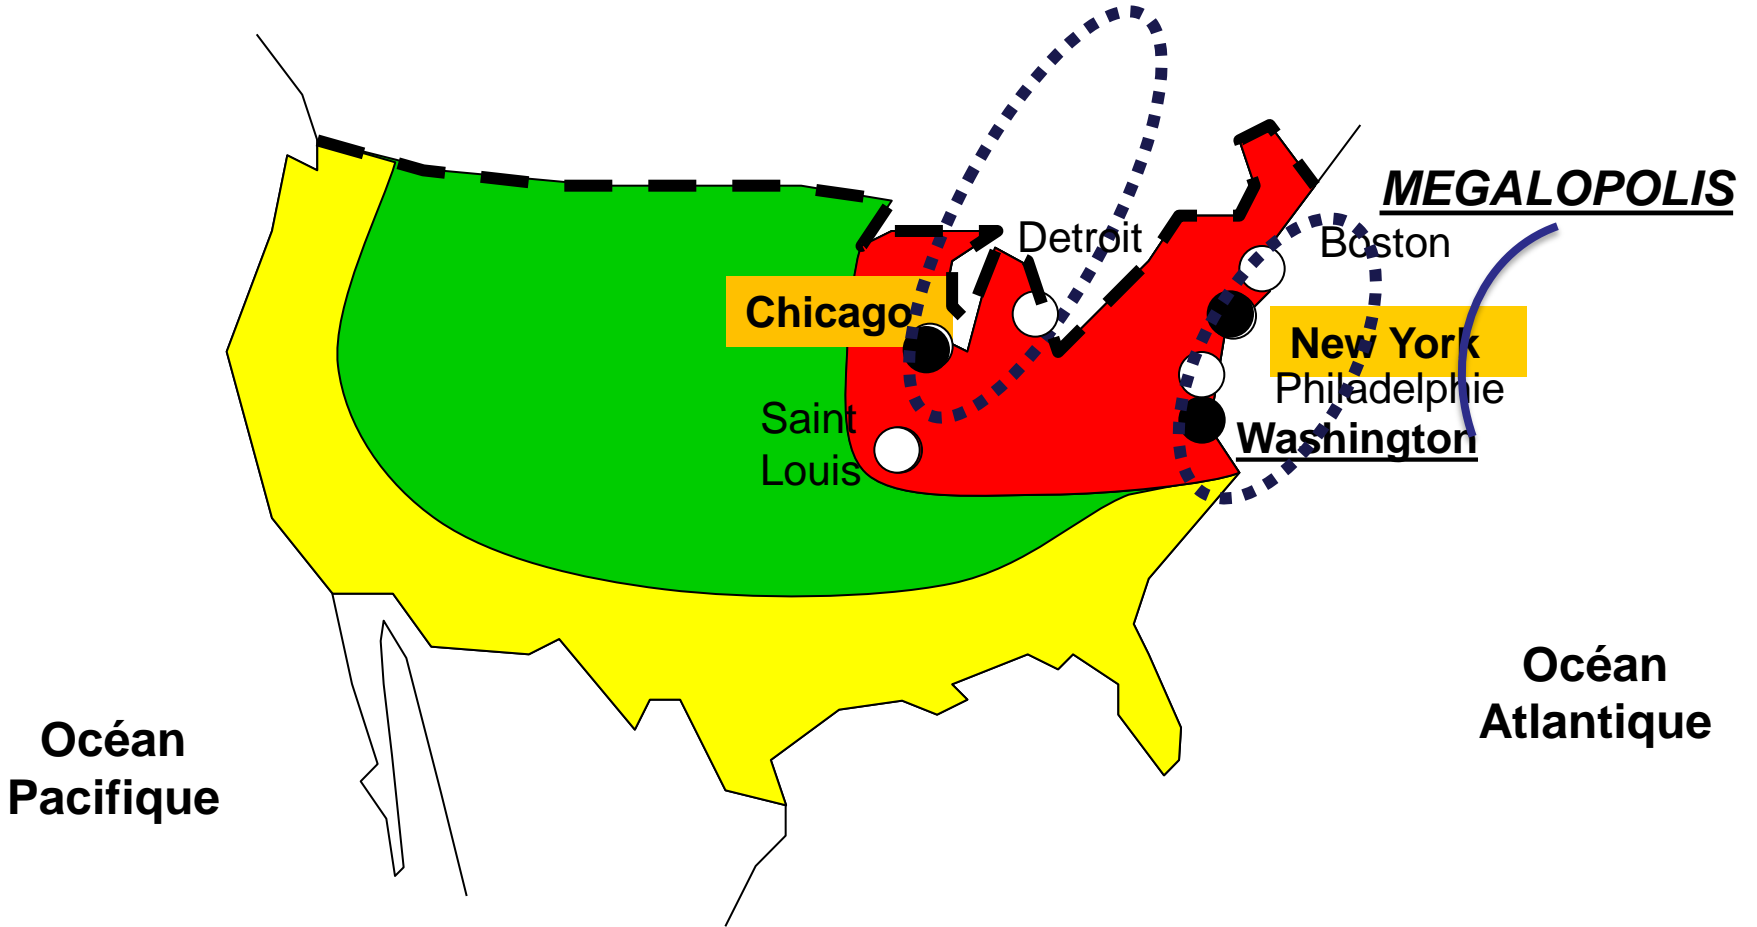 MEGALOPOLIS
Detroit
Boston
Chicago
New York
Philadelphie
Saint
Louis
Washington
Océan
Atlantique
Océan
Pacifique